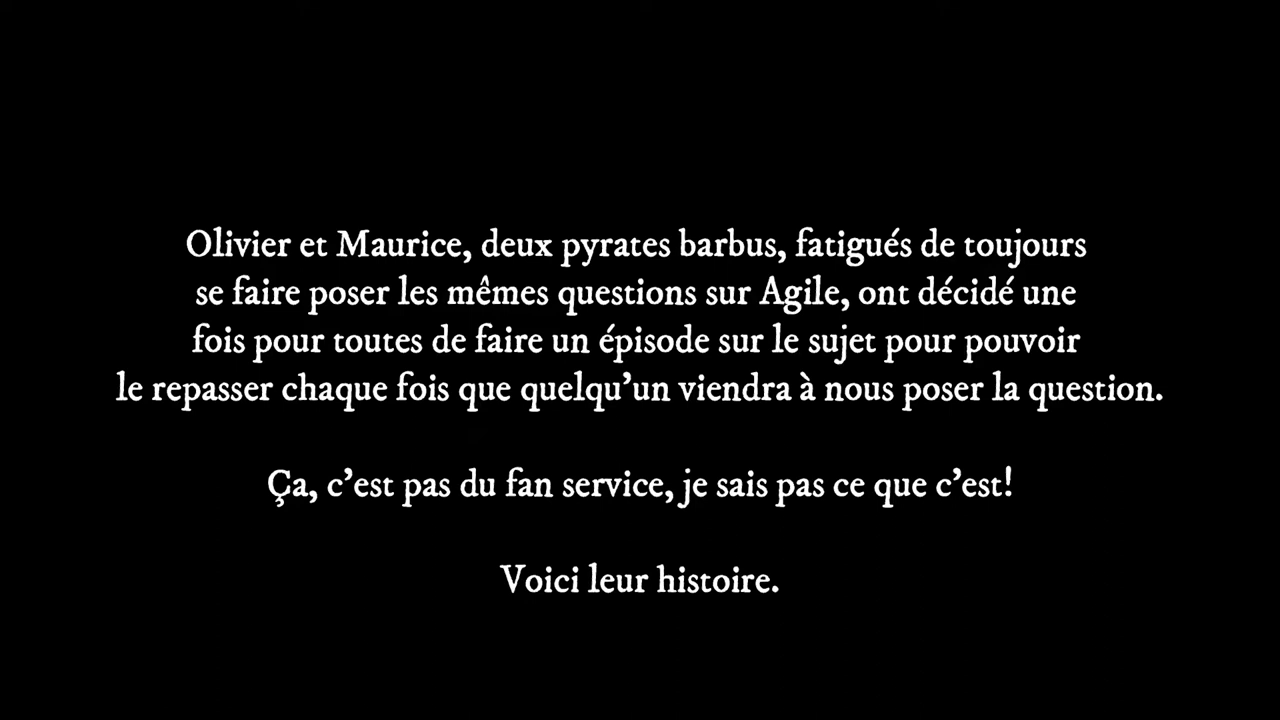 Olivier et Maurice, deux pyrates barbus, fatigués de toujours
se faire poser les mêmes questions sur Agile, ont décidé une
fois pour toutes de faire un épisode sur le sujet pour pouvoir
le repasser chaque fois que quelqu’un viendra à nous poser la question.
Ça, c’est pas du fan service, je sais pas ce que c’est!
Voici leur histoire.